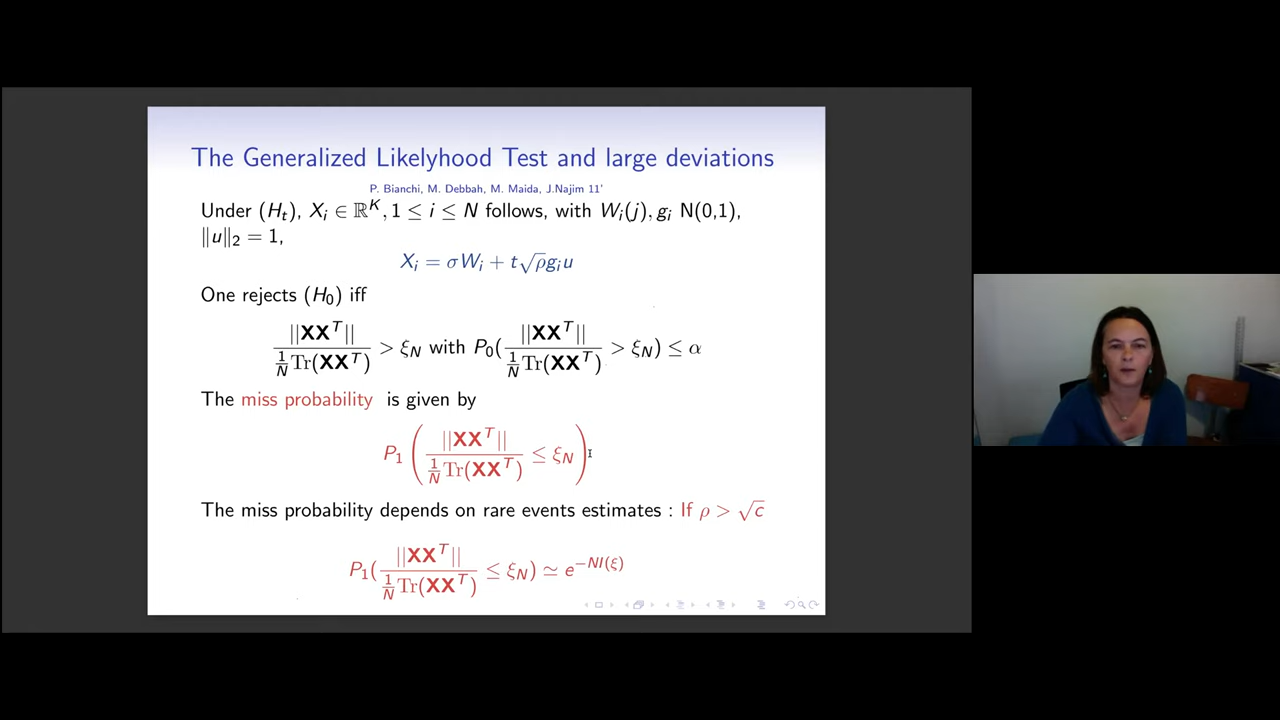 The Generalized Likelyhood Test and large deviations
P. Bianchi, M. Debbah, M. Maida, J.Najim 11'
Under (H_t), X_i ∈ ℝ^K, 1 ≤ i ≤ N follows, with W_i(j), g_i N(0,1),
‖u‖_2 = 1,
X_i = σW_i + t√ρg_iu
One rejects (H_0) iff
||XX^T|| / (1/N Tr(XX^T)) > ξ_N with P_0(||XX^T|| / (1/N Tr(XX^T)) > ξ_N) ≤ α
The miss probability is given by
P_1 (||XX^T|| / (1/N Tr(XX^T)) ≤ ξ_N)
The miss probability depends on rare events estimates : If ρ > √c
P_1(||XX^T|| / (1/N Tr(XX^T)) ≤ ξ_N) ≃ e^{-NI(ξ)}